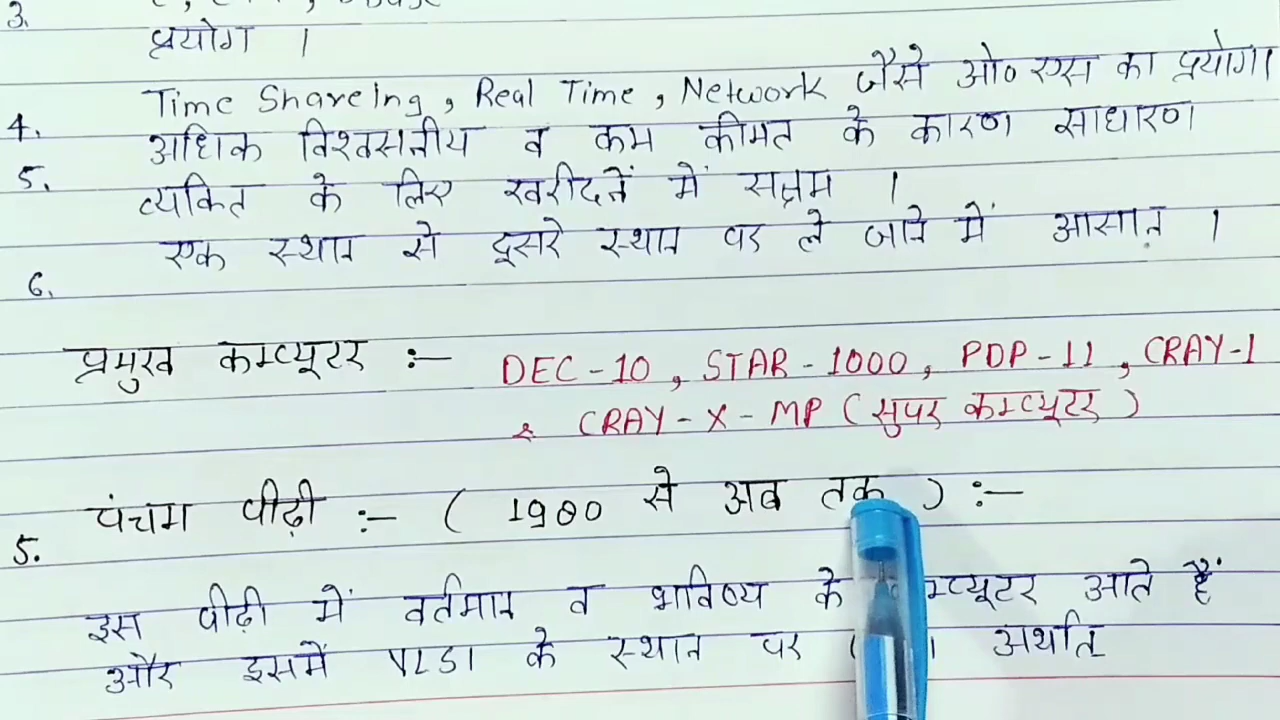 3.
प्रयोग ।
4. Time Shareing, Real Time, Network जैसे ओ० एस का प्रयोग।
5. अधिक विश्वसनीय व कम कीमत के कारण साधारण
व्यकित के लिए खरीदनें में सक्षम ।
6. एक स्थान से दूसरे स्थान पर ले जाने में आसान ।
प्रमुख कम्प्यूटर :- DEC-10, STAR-1000, PDP-11, CRAY-1
& CRAY-X-MP (सुपर कम्प्यूटर)
5. पंचम पीढ़ी :- ( 1980 से अब तक ) :-
इस पीढ़ी में वर्तमान व भविष्य के कम्प्यूटर आते हैं
और इसमें VLSI के स्थान पर ( अर्थात